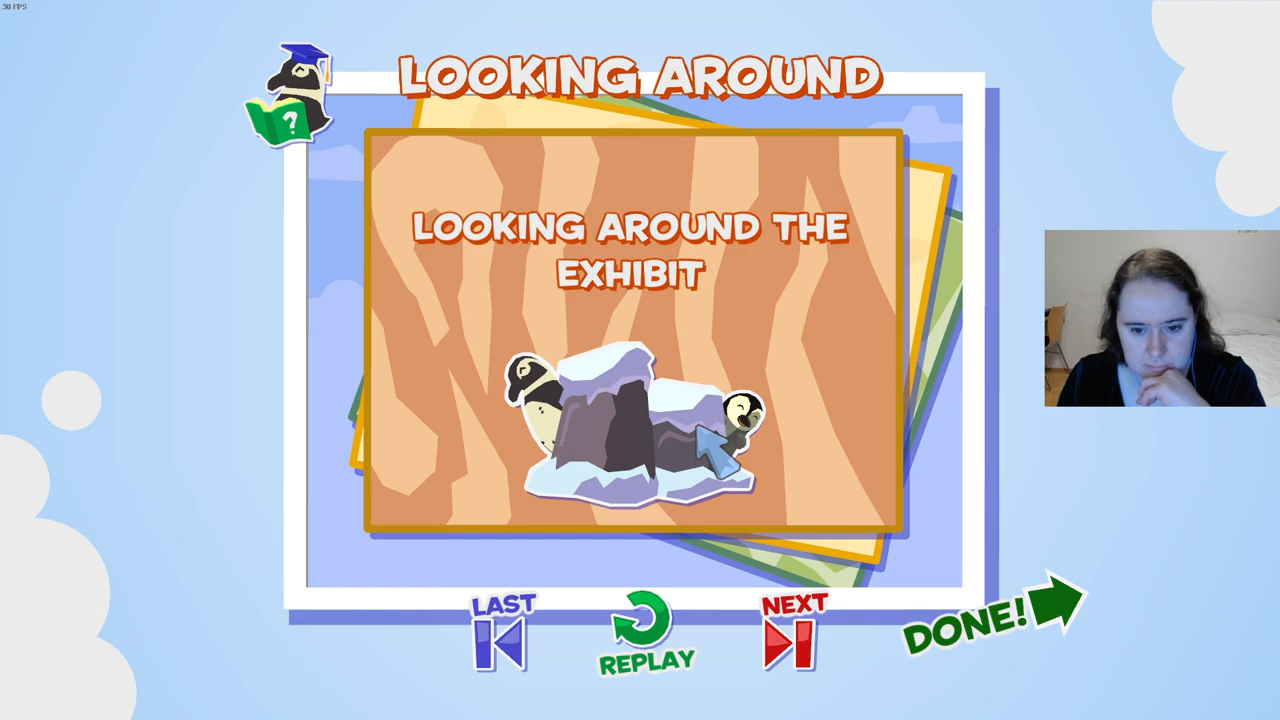 30 FPS
LOOKING AROUND
?
LOOKING AROUND THE
EXHIBIT
LAST
REPLAY
NEXT
DONE!